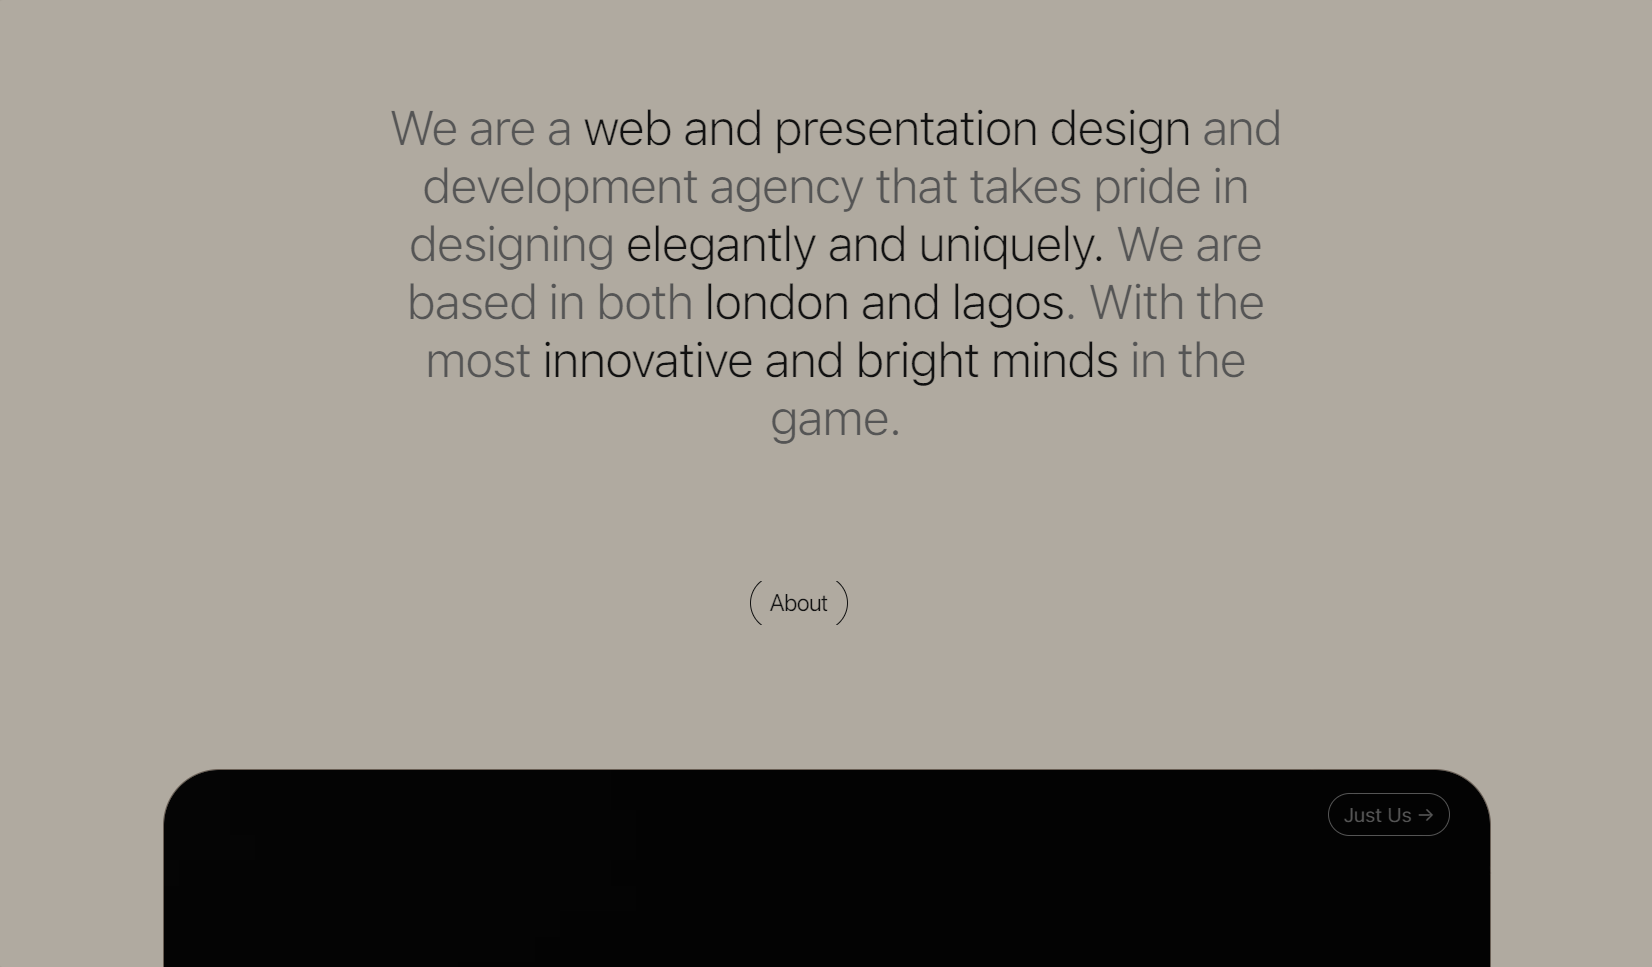 We are a web and presentation design and
development agency that takes pride in
designing elegantly and uniquely. We are
based in both london and lagos. With the
most innovative and bright minds in the
game.
About
Just Us →